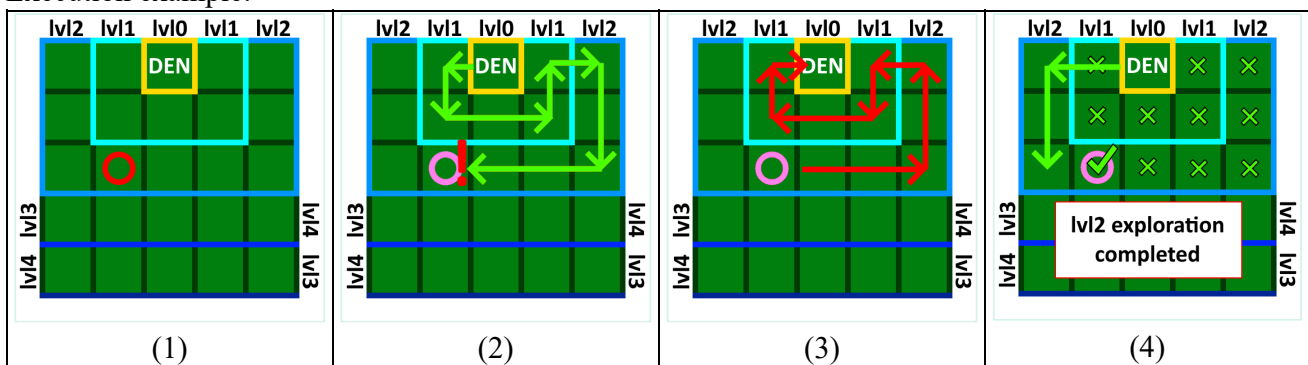 Execution example:
lvl2 lvl1 lvl0 lvl1 lvl2
DEN
lvl3 lvl4
lvl4 lvl3
(1)
lvl2 lvl1 lvl0 lvl1 lvl2
DEN
lvl3 lvl4
lvl4 lvl3
(2)
lvl2 lvl1 lvl0 lvl1 lvl2
DEN
lvl3 lvl4
lvl4 lvl3
(3)
lvl2 lvl1 lvl0 lvl1 lvl2
DEN
lvl3 lvl4
lvl2 exploration
completed
lvl4 lvl3
(4)